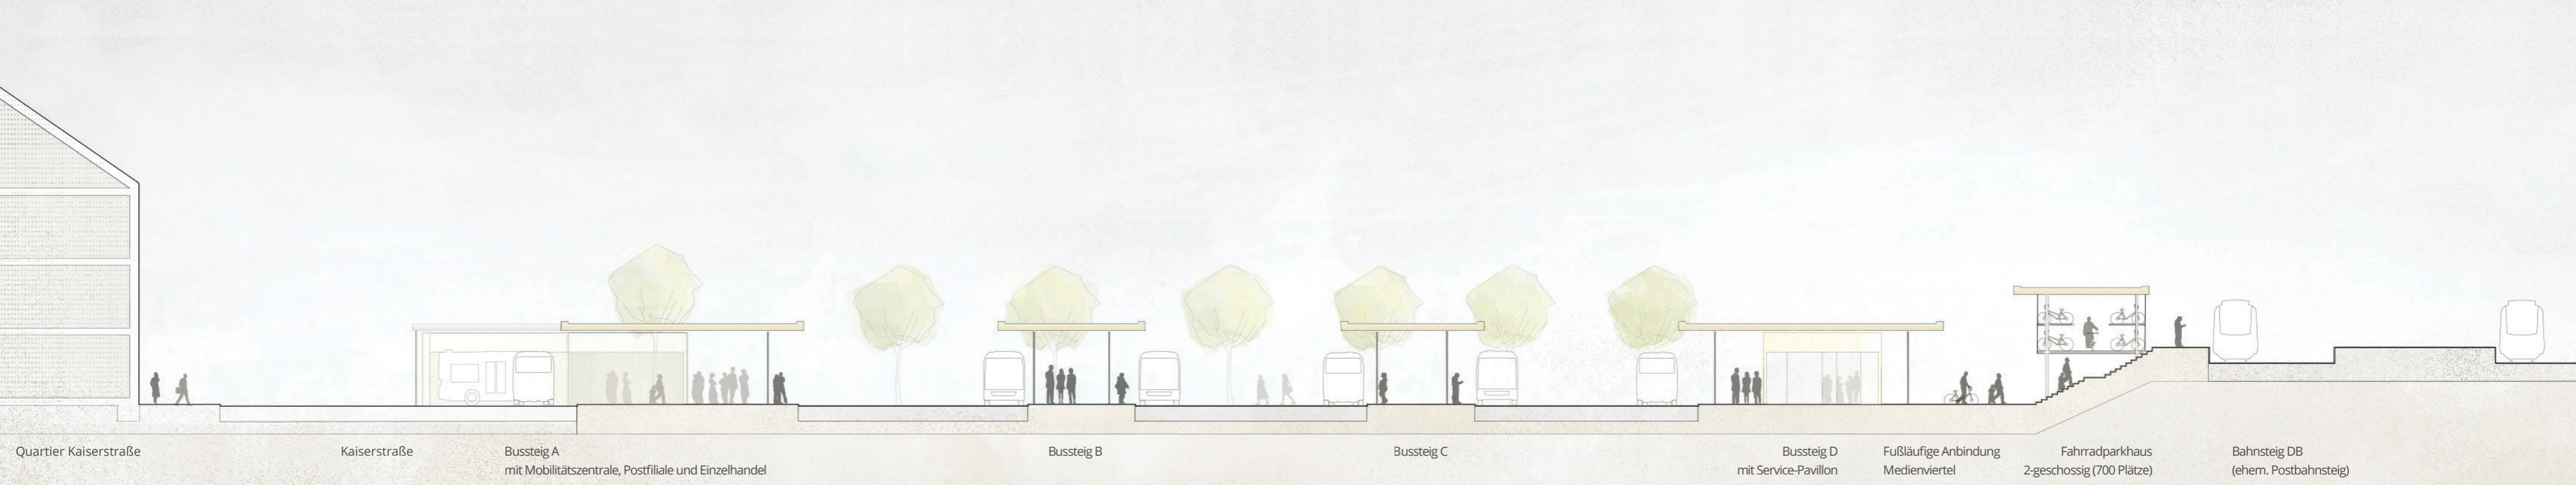 Quartier Kaiserstraße
Kaiserstraße
Bussteig A
mit Mobilitätszentrale, Postfiliale und Einzelhandel
Bussteig B
Bussteig C
Bussteig D
mit Service-Pavillon
Fußläufige Anbindung
Medienviertel
Fahrradparkhaus
2-geschossig (700 Plätze)
Bahnsteig DB
(ehem. Postbahnsteig)